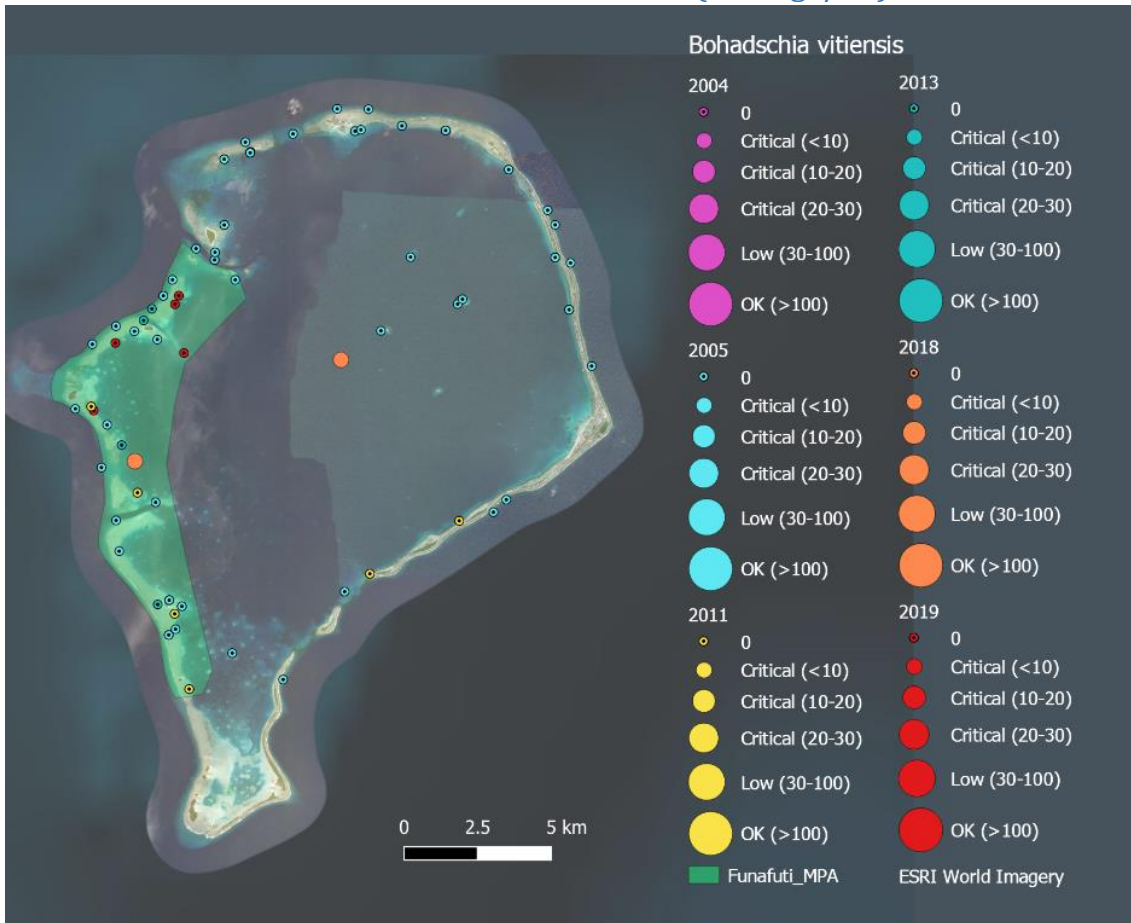 Bohadschia vitiensis
2004
0
Critical (<10)
Critical (10-20)
Critical (20-30)
Low (30-100)
OK (>100)
2005
0
Critical (<10)
Critical (10-20)
Critical (20-30)
Low (30-100)
OK (>100)
2011
0
Critical (<10)
Critical (10-20)
Critical (20-30)
Low (30-100)
OK (>100)
Funafuti_MPA
2013
0
Critical (<10)
Critical (10-20)
Critical (20-30)
Low (30-100)
OK (>100)
2018
0
Critical (<10)
Critical (10-20)
Critical (20-30)
Low (30-100)
OK (>100)
2019
0
Critical (<10)
Critical (10-20)
Critical (20-30)
Low (30-100)
OK (>100)
ESRI World Imagery
0 2.5 5 km